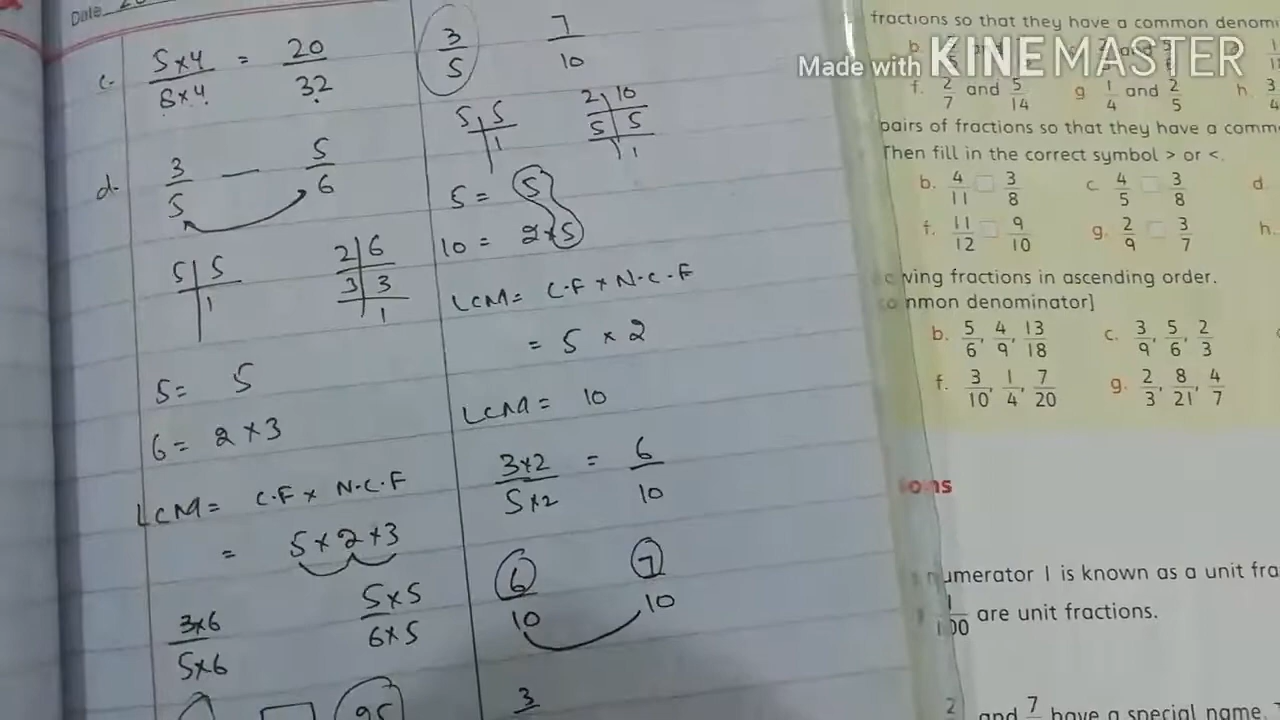 Date
c. 5×4 / 8×4 = 20 / 32
d. 3/5 — 5/6
5 | 5
1
2 | 6
3 | 3
1
5 = 5
6 = 2 × 3
LCM = C.F × N.C.F
= 5 × 2 × 3
3×6 / 5×6 5×5 / 6×5
3/5 7/10
5 | 5
1
2 | 10
5 | 5
1
5 = 5
10 = 2 × 5
LCM = C.F × N.C.F
= 5 × 2
LCM = 10
3×2 / 5×2 = 6 / 10
6/10 7/10
3
Made with KINEMASTER
fractions so that they have a common denom
b.
f. 2/7 and 5/14 g 1/4 and 2/5 h.
pairs of fractions so that they have a comm
Then fill in the correct symbol > or <.
b. 4/11 □ 3/8 c. 4/5 □ 3/8 d.
f. 11/12 □ 9/10 g. 2/9 □ 3/7 h.
wing fractions in ascending order.
mmon denominator]
b. 5/6, 4/9, 13/18 c. 3/9, 5/6, 2/3
f. 3/10, 1/4, 7/20 g. 2/3, 8/21, 4/7
ions
numerator 1 is known as a unit fra
1/100 are unit fractions.
2 and 7 have a special name